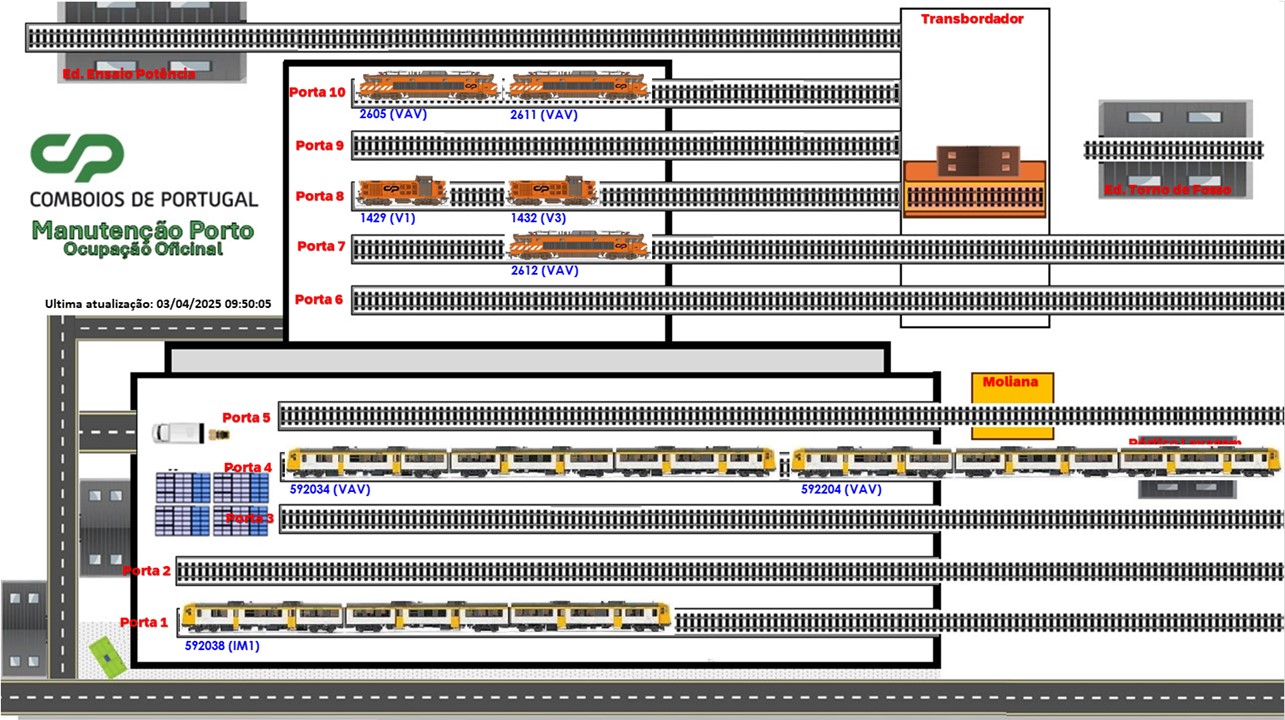 Transbordador
Ed. Ensaio Potência
Porta 10
2605 (VAV)
2611 (VAV)
Porta 9
CP
COMBOIOS DE PORTUGAL
Manutenção Porto
Ocupação Oficinal
Porta 8
1429 (V1)
1432 (V3)
Ed. Torno de Fosso
Porta 7
2612 (VAV)
Porta 6
Ultima atualização: 03/04/2025 09:50:05
Moliana
Porta 5
Porta 4
592034 (VAV)
592204 (VAV)
Porta 3
Porta 2
Porta 1
592038 (IM1)